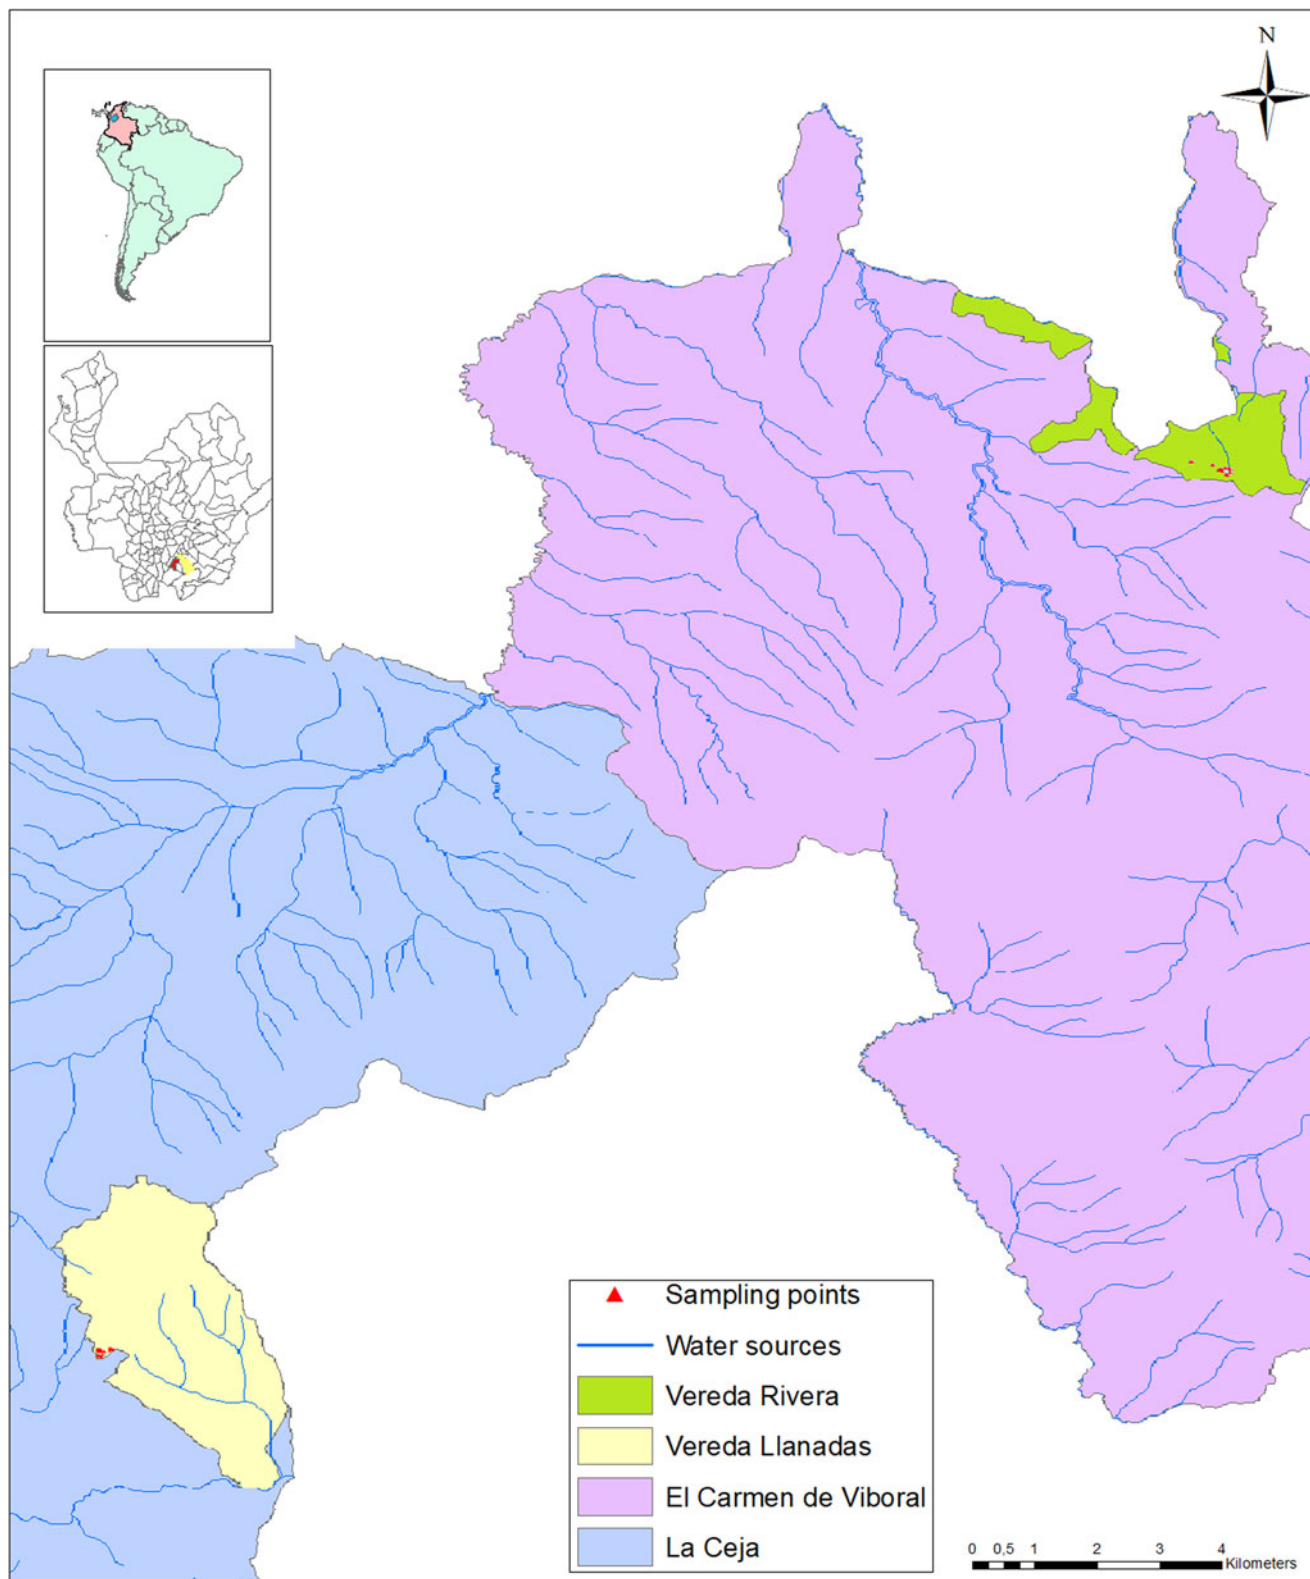 N
Sampling points
Water sources
Vereda Rivera
Vereda Llanadas
El Carmen de Viboral
La Ceja
0 0,5 1 2 3 4
Kilometers